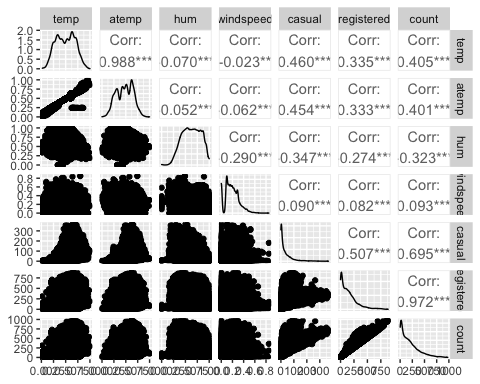 temp atemp hum windspeed casual registered count
2.0
1.5
1.0
0.5
0.0
Corr: Corr: Corr: Corr: Corr: Corr:
0.988*** 0.070*** -0.023** 0.460*** 0.335*** 0.405***
temp
1.00
0.75
0.50
0.25
0.00
Corr: Corr: Corr: Corr: Corr:
0.052*** 0.062*** 0.454*** 0.333*** 0.401***
atemp
1.00
0.75
0.50
0.25
0.00
Corr: Corr: Corr: Corr:
0.290*** 0.347*** 0.274*** 0.323***
hum
0.8
0.6
0.4
0.2
0.0
Corr: Corr: Corr:
0.090*** 0.082*** 0.093***
indspee
300
200
100
0
Corr: Corr:
0.507*** 0.695***
casual
750
500
250
0
Corr:
0.972***
egistere
1000
750
500
250
0
count